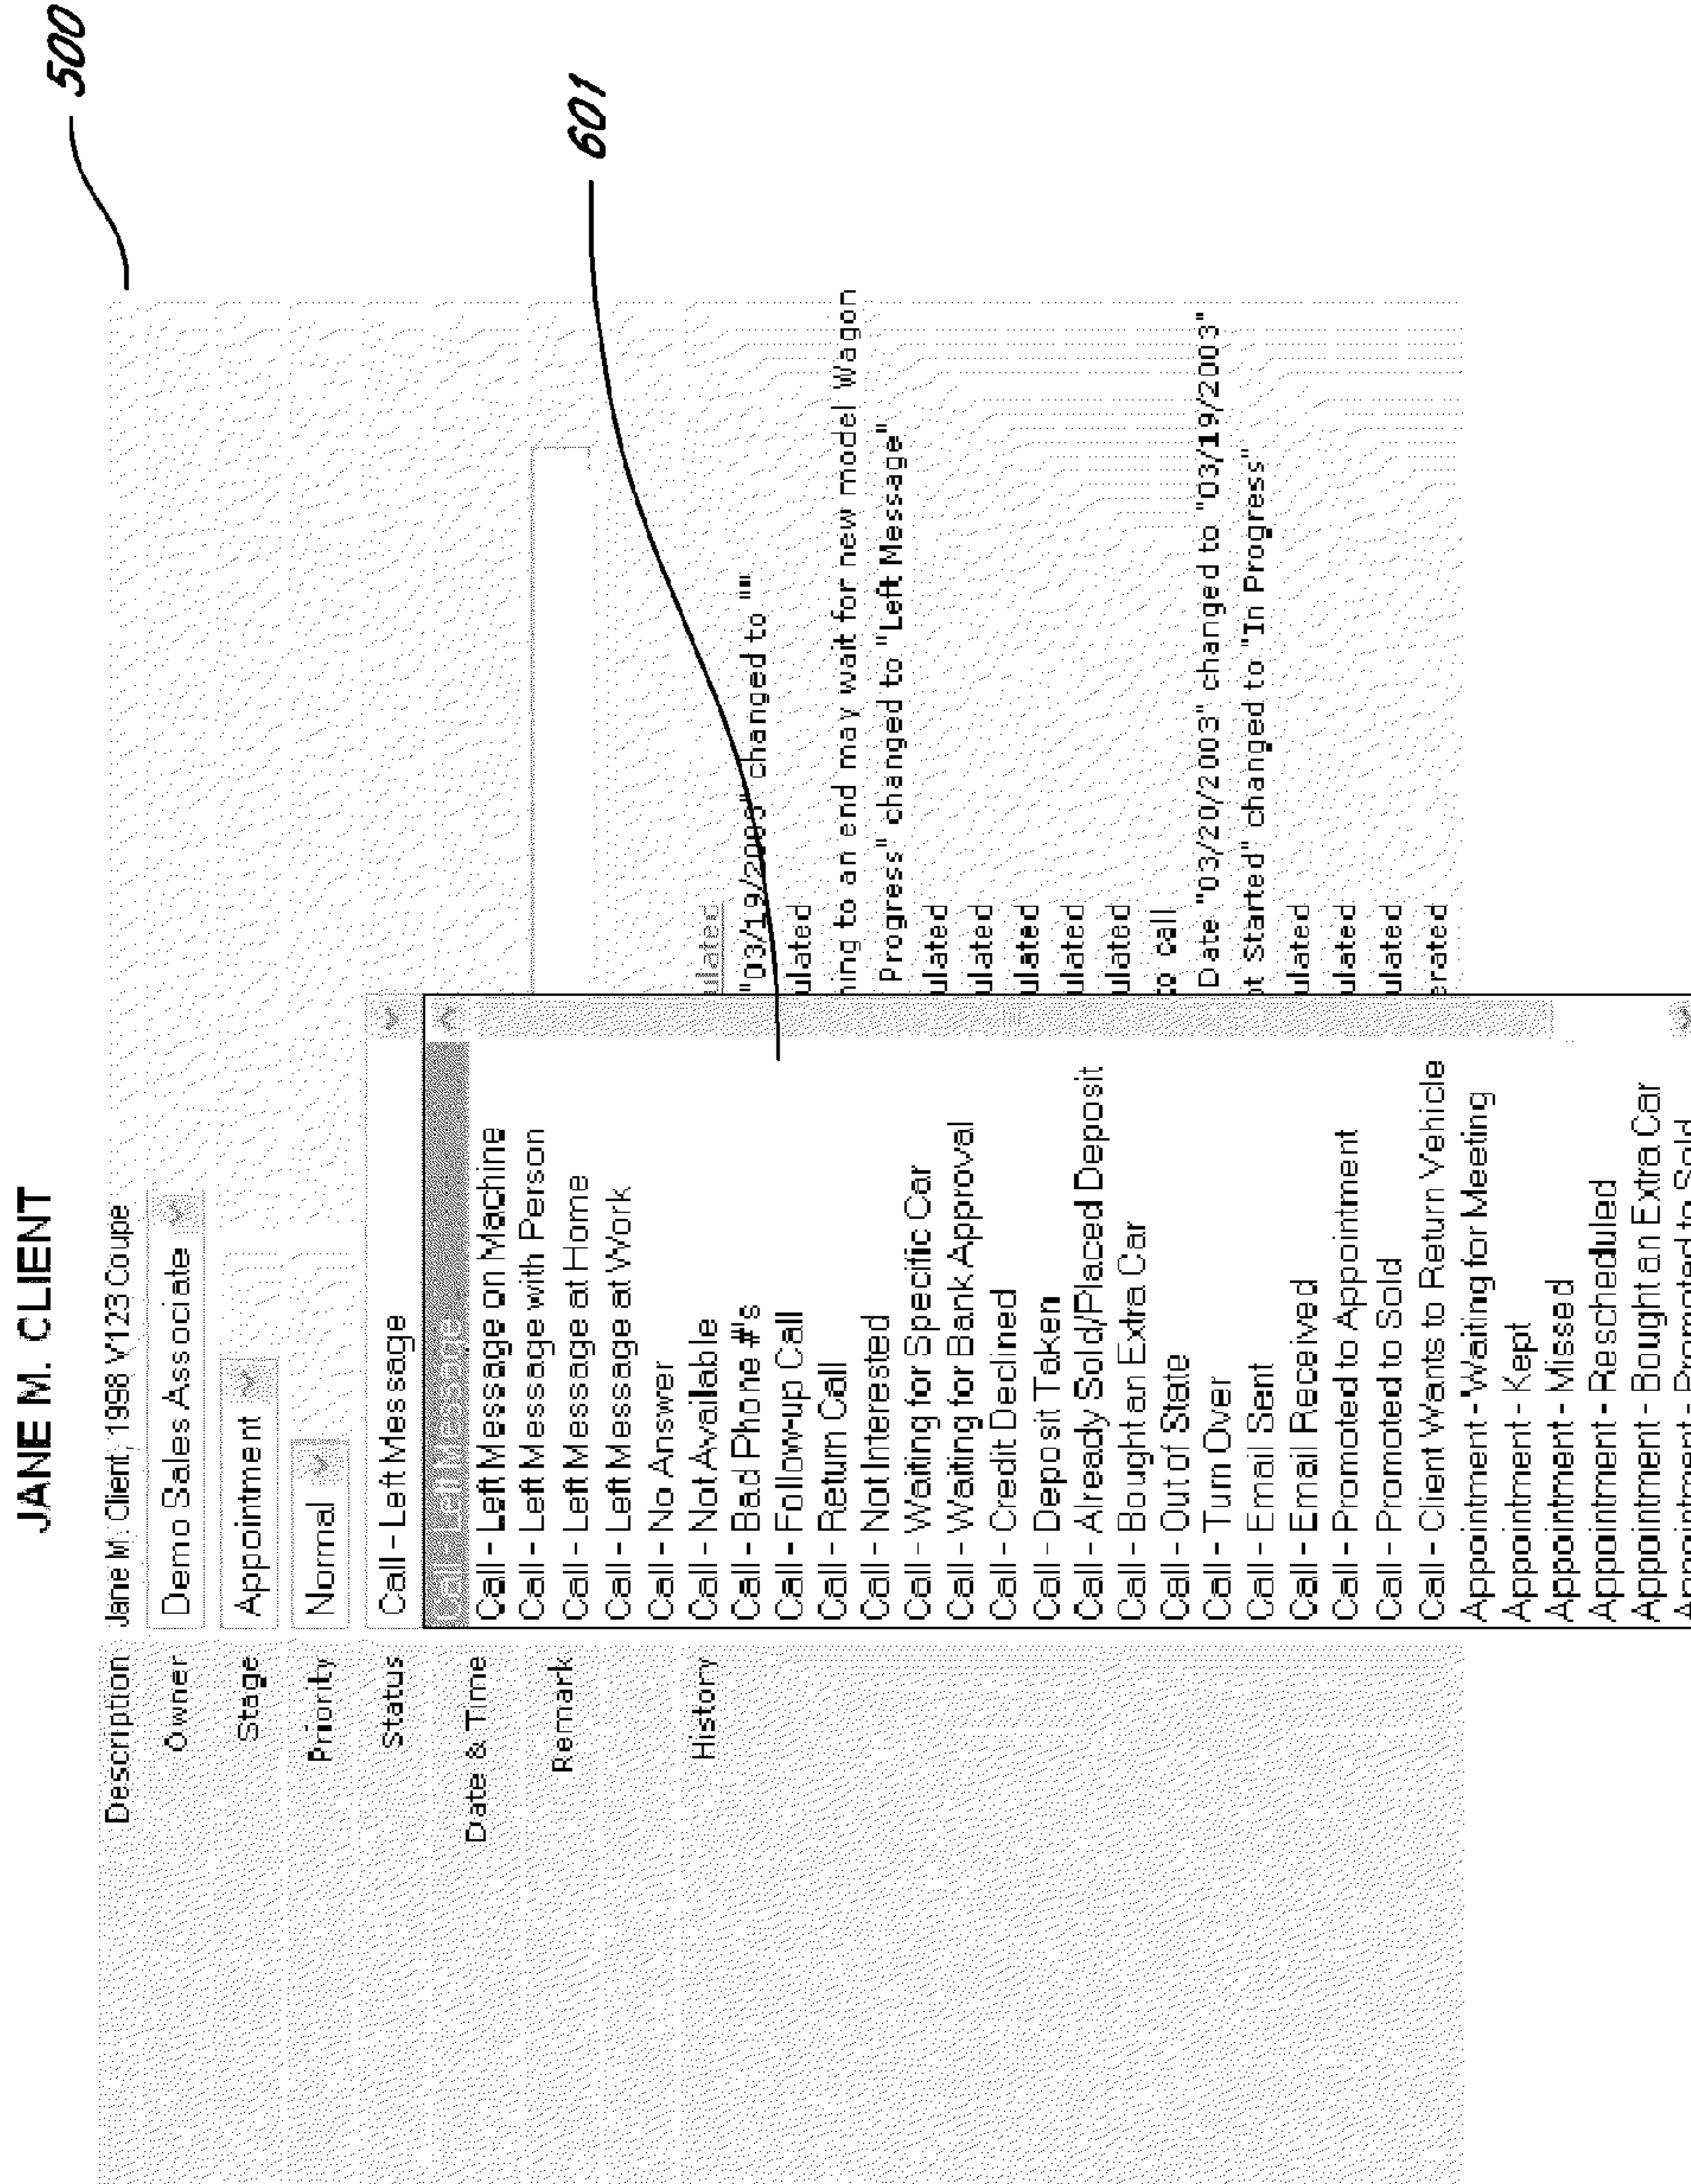 JANE M. CLIENT
500
Description Jane M. Client, 1998 V123 Coupe
Owner Demo Sales Associate
Stage Appointment
Priority Normal
Status Call - Left Message
Call - Left Message
Date & Time
Call - Left Message on Machine
Call - Left Message with Person
Remark
Call - Left Message at Home
601
Call - Left Message at Work
Call - No Answer
History
Call - Not Available ulated
Call - Bad Phone #'s "03/19/2003" changed to ""
Call - Follow-up Call ulated
Call - Return Call ning to an end may wait for new model Wagon
Call - Not Interested Progress" changed to "Left Message"
Call - Waiting for Specific Car ulated
Call - Waiting for Bank Approval ulated
Call - Credit Declined ulated
Call - Deposit Taken ulated
Call - Already Sold/Placed Deposit ulated
Call - Bought an Extra Car to call
Call - Out of State Date "03/20/2003" changed to "03/19/2003"
Call - Turn Over
Call - Email Sent t Started" changed to "In Progress"
Call - Email Received ulated
Call - Promoted to Appointment ulated
Call - Promoted to Sold ulated
Call - Client Wants to Return Vehicle erated
Appointment - Waiting for Meeting
Appointment - Kept
Appointment - Missed
Appointment - Rescheduled
Appointment - Bought an Extra Car
Appointment - Promoted to Sold